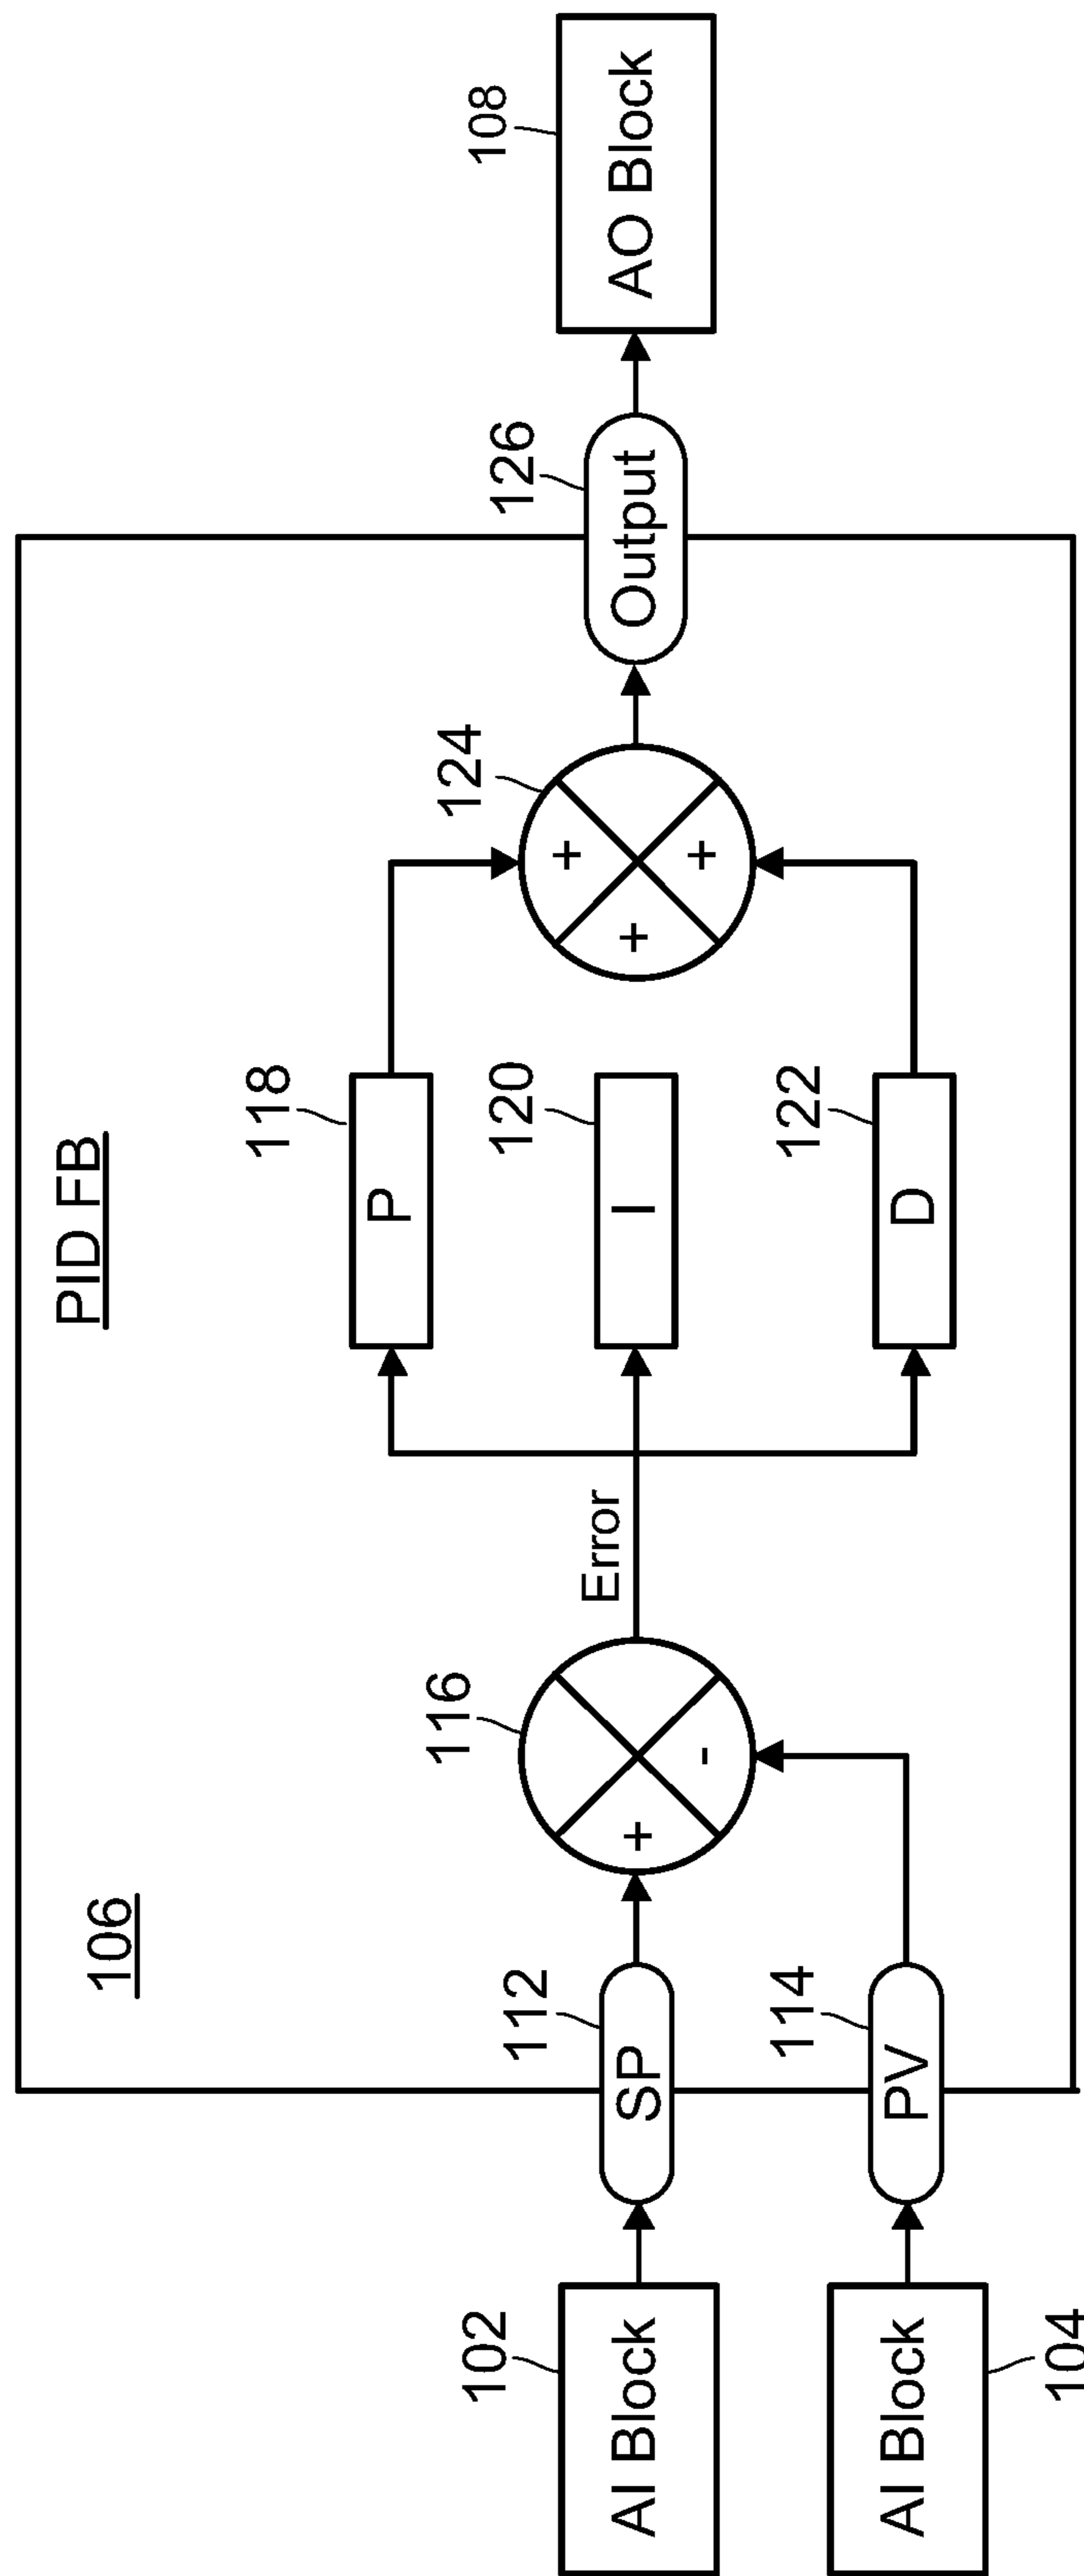 PID FB
106
102
AI Block
112
SP
104
AI Block
114
PV
116
+
-
Error
118
P
120
I
122
D
124
+
+
+
126
Output
108
AO Block